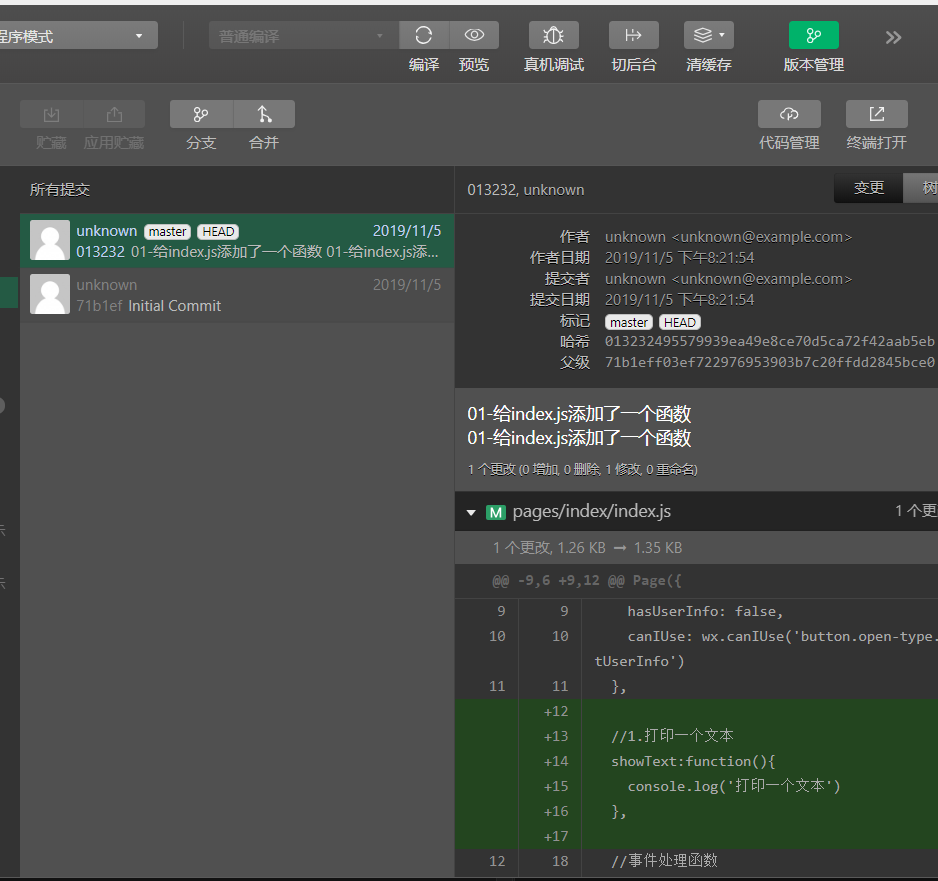 程序模式
普通编译
编译
预览
真机调试
切后台
清缓存
版本管理
贮藏
应用贮藏
分支
合并
代码管理
终端打开
所有提交
unknown master HEAD 2019/11/5
013232 01-给index.js添加了一个函数 01-给index.js添...
unknown 2019/11/5
71b1ef Initial Commit
013232, unknown
变更
树
作者 unknown <unknown@example.com>
作者日期 2019/11/5 下午8:21:54
提交者 unknown <unknown@example.com>
提交日期 2019/11/5 下午8:21:54
标记 master HEAD
哈希 013232495579939ea49e8ce70d5ca72f42aab5eb
父级 71b1eff03ef722976953903b7c20ffdd2845bce0
01-给index.js添加了一个函数
01-给index.js添加了一个函数
1 个更改 (0 增加, 0 删除, 1 修改, 0 重命名)
M pages/index/index.js 1 个更
1 个更改, 1.26 KB → 1.35 KB
@@ -9,6 +9,12 @@ Page({
9 9 hasUserInfo: false,
10 10 canIUse: wx.canIUse('button.open-type.
tUserInfo')
11 11 },
+12
+13 //1.打印一个文本
+14 showText:function(){
+15 console.log('打印一个文本')
+16 },
+17
12 18 //事件处理函数